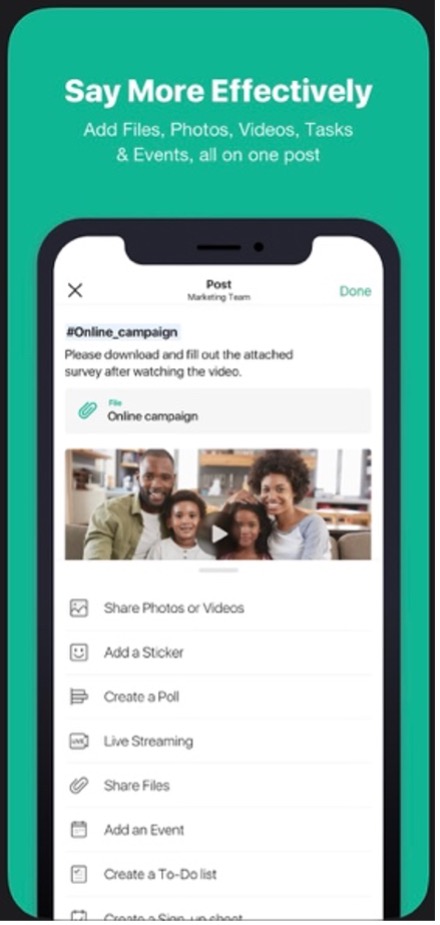 Say More Effectively
Add Files, Photos, Videos, Tasks
& Events, all on one post
Post
Marketing Team
Done
#Online_campaign
Please download and fill out the attached
survey after watching the video.
File
Online campaign
Share Photos or Videos
Add a Sticker
Create a Poll
LIVE
Live Streaming
Share Files
Add an Event
Create a To-Do list
Create a Sign-up sheet